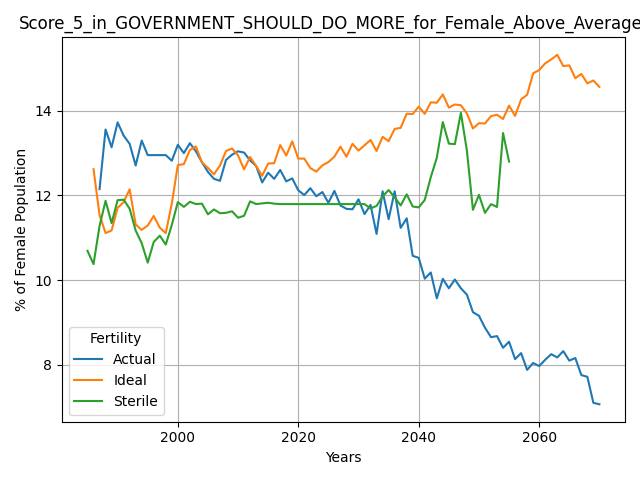 Score_5_in_GOVERNMENT_SHOULD_DO_MORE_for_Female_Above_Average
% of Female Population
14
12
10
8
Fertility
Actual
Ideal
Sterile
2000 2020 2040 2060
Years